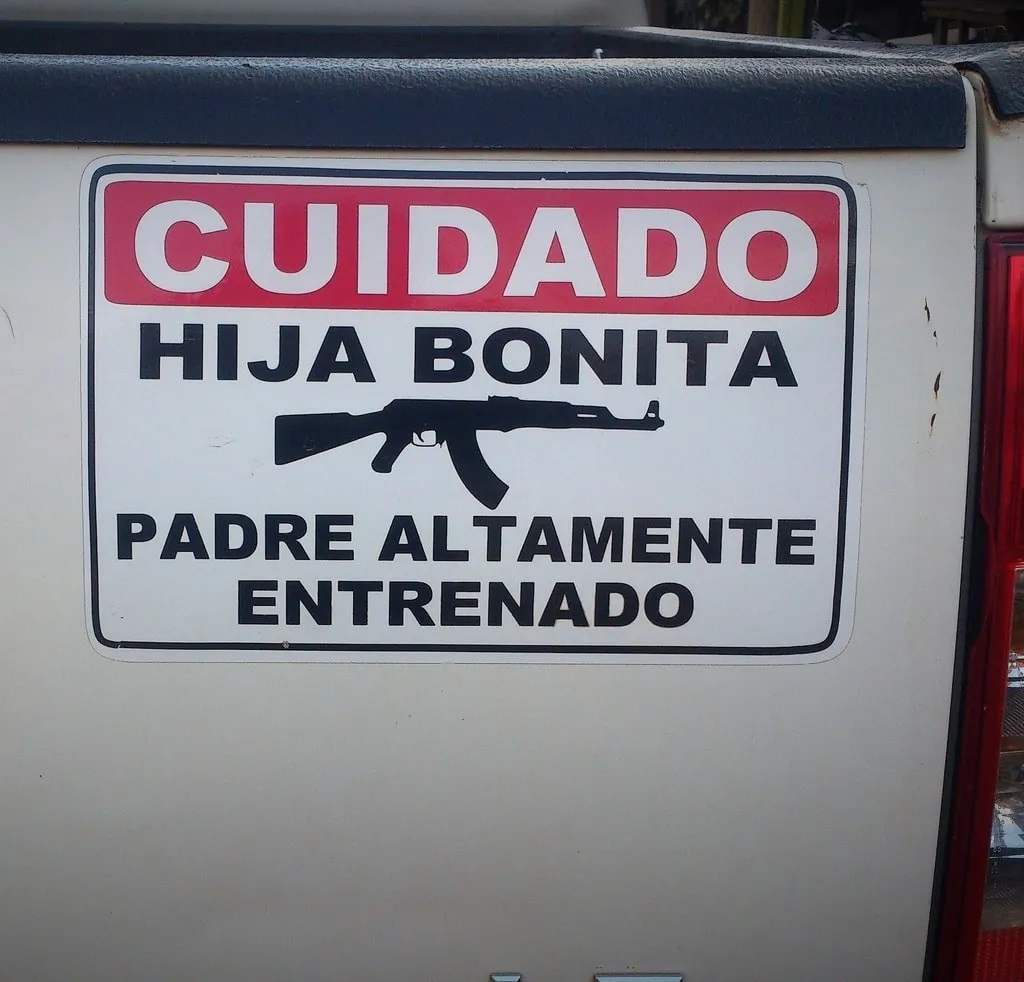 CUIDADO
HIJA BONITA
PADRE ALTAMENTE
ENTRENADO